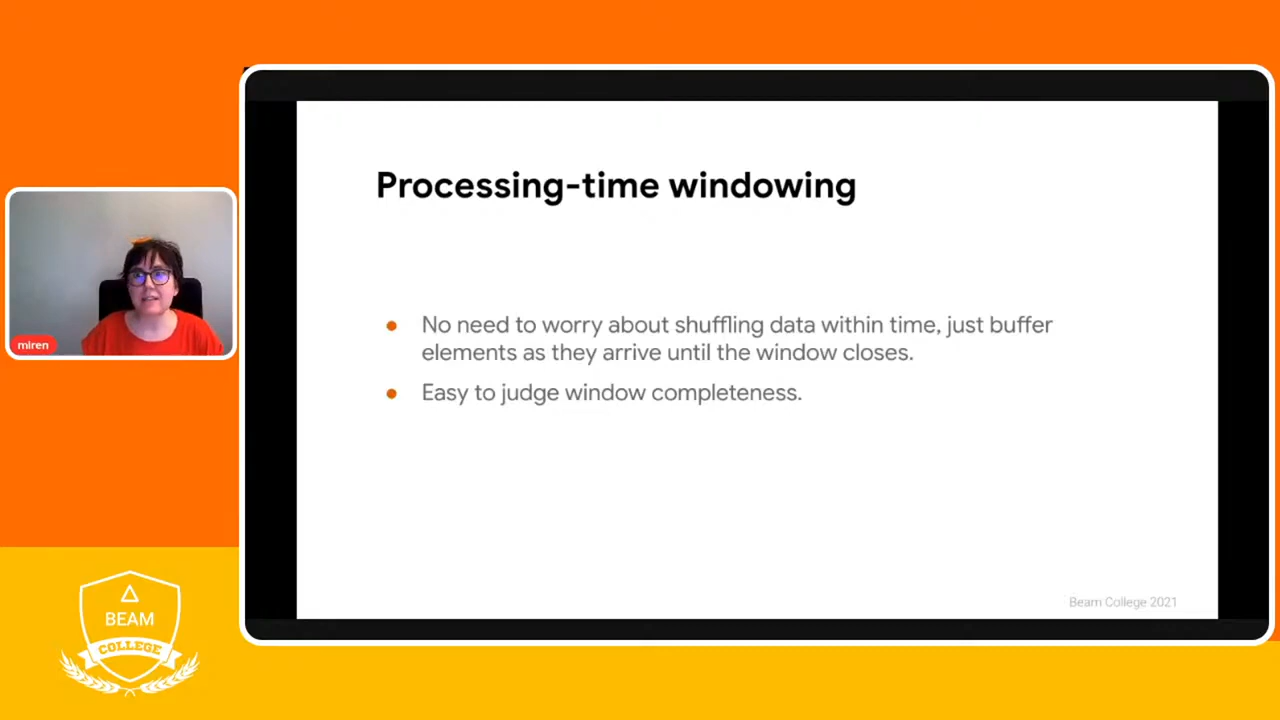 Processing-time windowing
No need to worry about shuffling data within time, just buffer
elements as they arrive until the window closes.
Easy to judge window completeness.
Beam College 2021
miren
BEAM
COLLEGE